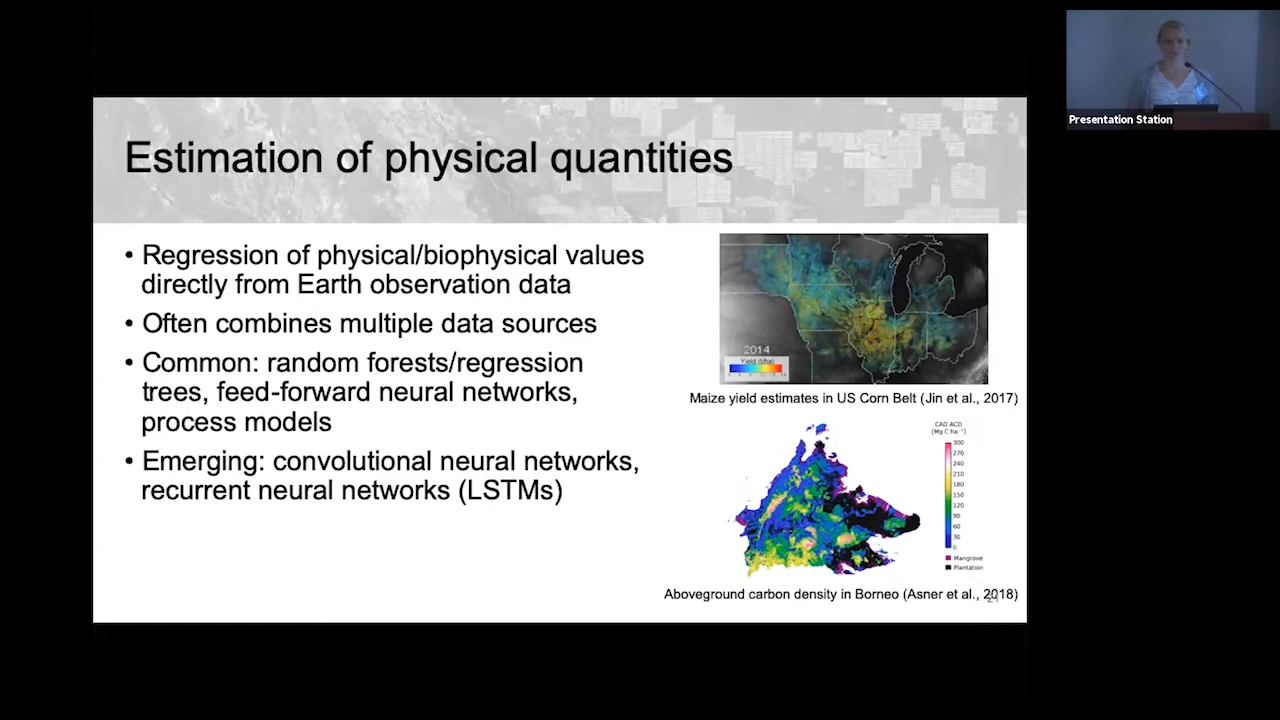 Presentation Station
Estimation of physical quantities
• Regression of physical/biophysical values
directly from Earth observation data
• Often combines multiple data sources
• Common: random forests/regression
trees, feed-forward neural networks,
process models
• Emerging: convolutional neural networks,
recurrent neural networks (LSTMs)
2014
Yield (t/ha)
Maize yield estimates in US Corn Belt (Jin et al., 2017)
CAO ACD
[Mg C ha⁻¹]
300
270
240
210
180
150
120
90
60
30
0
Mangrove
Plantation
Aboveground carbon density in Borneo (Asner et al., 2018)
21